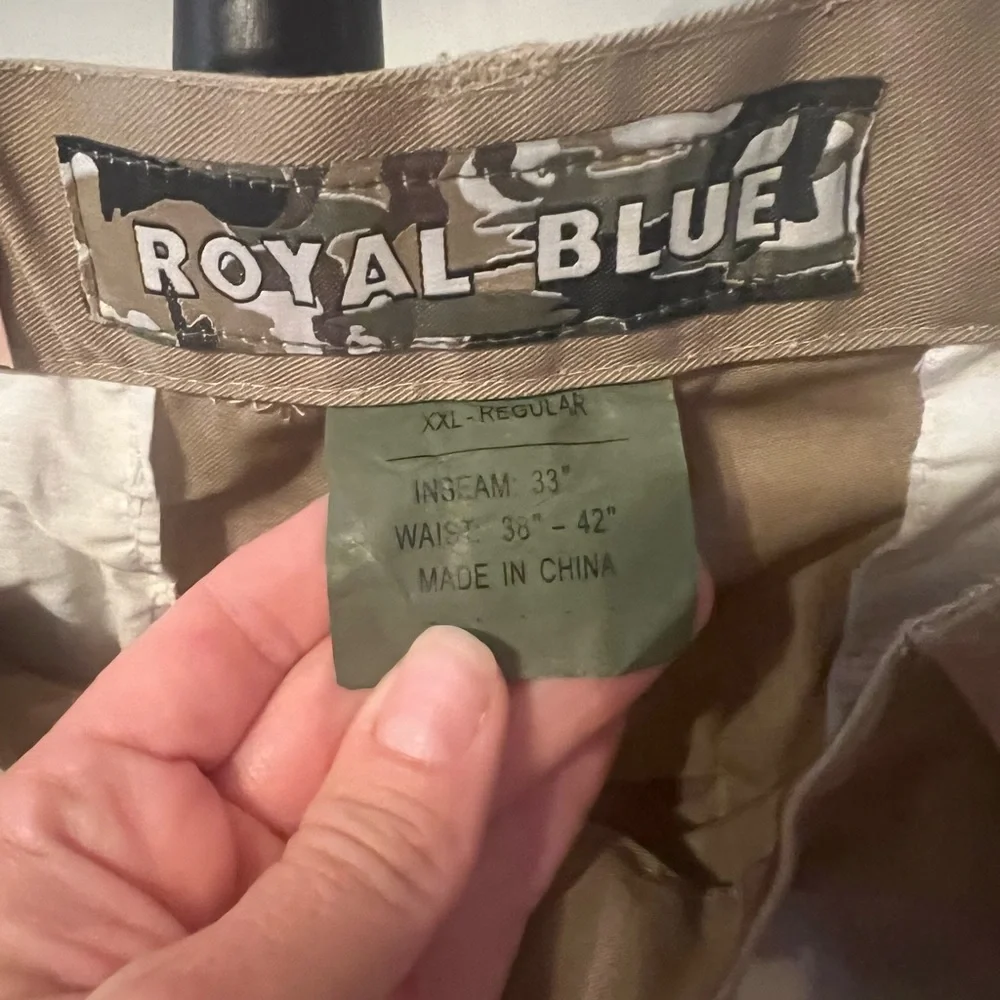 ROYAL BLUE
XXL-REGULAR
INSEAM: 33"
WAIST: 38" - 42"
MADE IN CHINA